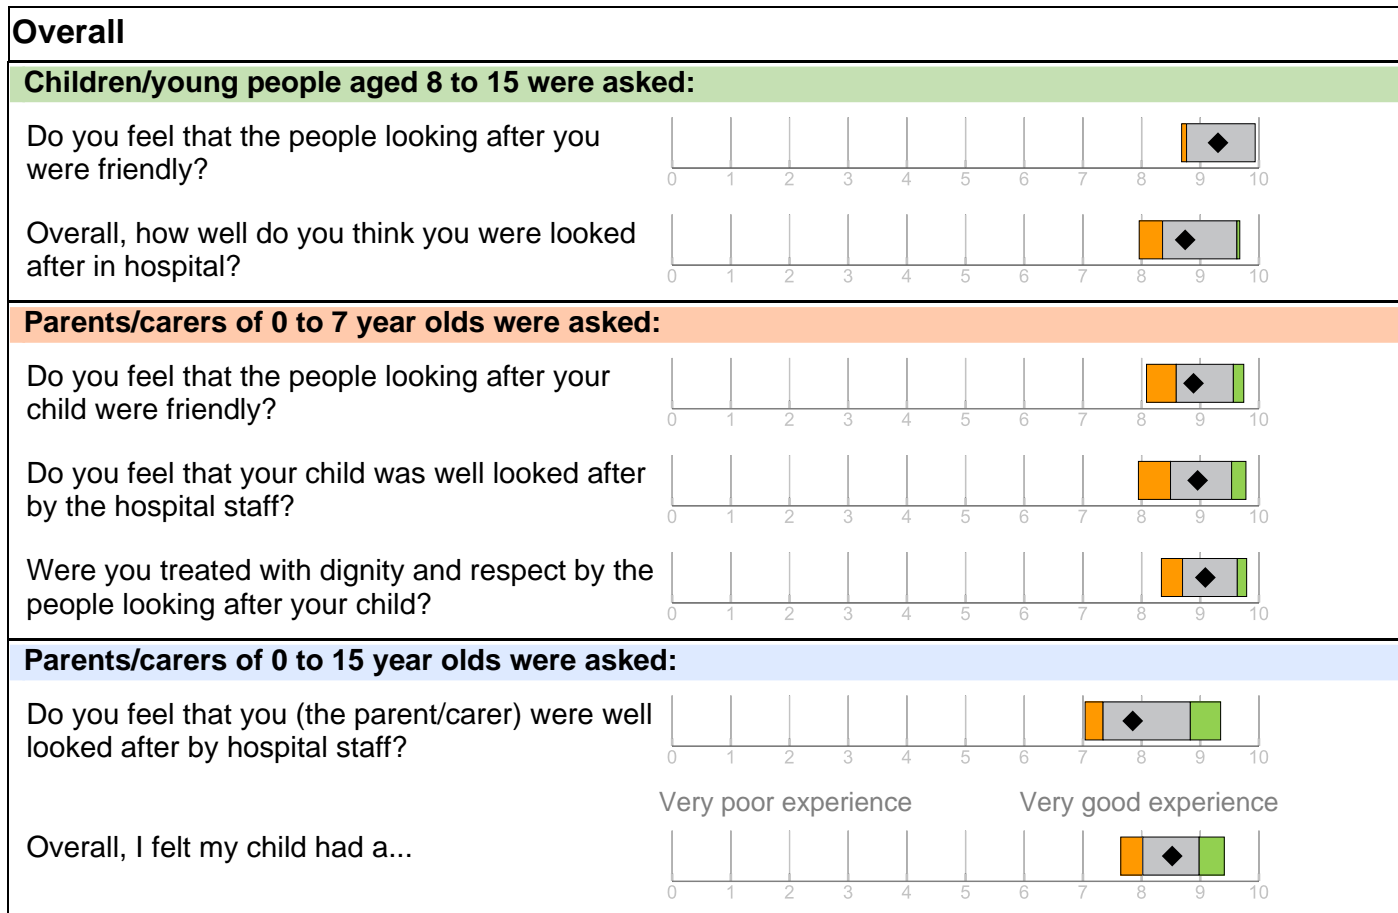 Overall
Children/young people aged 8 to 15 were asked:
Do you feel that the people looking after you
were friendly?
0 1 2 3 4 5 6 7 8 9 10
Overall, how well do you think you were looked
after in hospital?
0 1 2 3 4 5 6 7 8 9 10
Parents/carers of 0 to 7 year olds were asked:
Do you feel that the people looking after your
child were friendly?
0 1 2 3 4 5 6 7 8 9 10
Do you feel that your child was well looked after
by the hospital staff?
0 1 2 3 4 5 6 7 8 9 10
Were you treated with dignity and respect by the
people looking after your child?
0 1 2 3 4 5 6 7 8 9 10
Parents/carers of 0 to 15 year olds were asked:
Do you feel that you (the parent/carer) were well
looked after by hospital staff?
0 1 2 3 4 5 6 7 8 9 10
Very poor experience Very good experience
Overall, I felt my child had a...
0 1 2 3 4 5 6 7 8 9 10